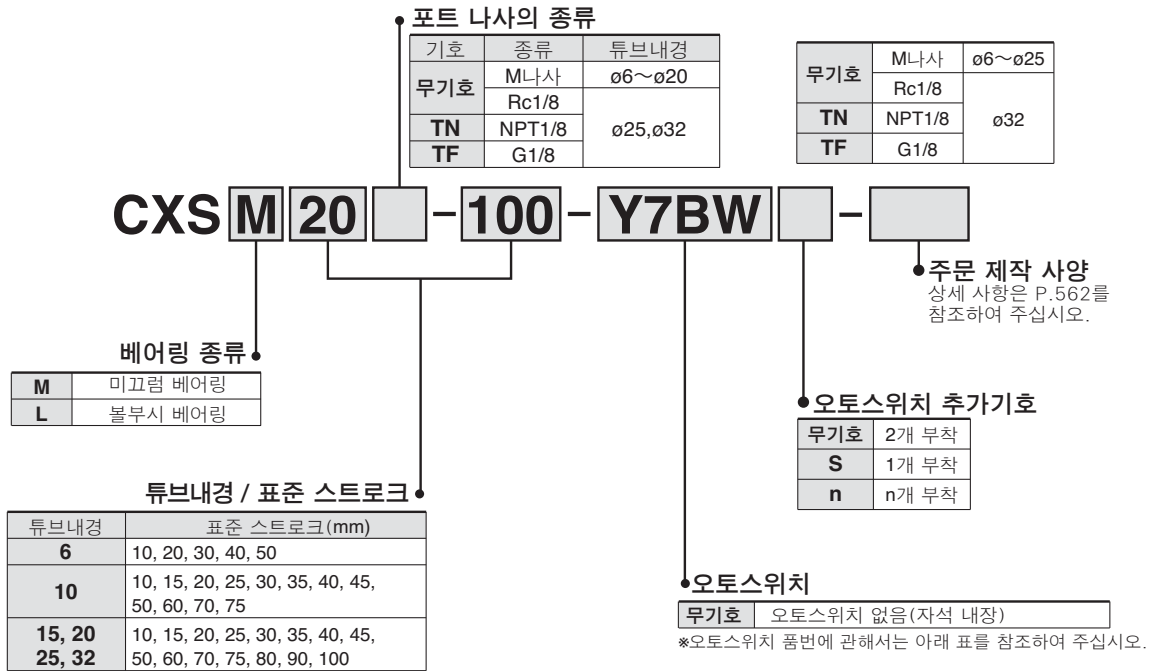 포트 나사의 종류
기호 종류 튜브내경
무기호 M나사 ø6~ø20
Rc1/8 ø25,ø32
TN NPT1/8
TF G1/8
무기호 M나사 ø6~ø25
Rc1/8 ø32
TN NPT1/8
TF G1/8
CXS M 20 - 100 - Y7BW -
주문 제작 사양
상세 사항은 P.562를
참조하여 주십시오.
베어링 종류
M 미끄럼 베어링
L 볼부시 베어링
오토스위치 추가기호
무기호 2개 부착
S 1개 부착
n n개 부착
튜브내경 / 표준 스트로크
튜브내경 표준 스트로크(mm)
6 10, 20, 30, 40, 50
10 10, 15, 20, 25, 30, 35, 40, 45,
50, 60, 70, 75
15, 20 10, 15, 20, 25, 30, 35, 40, 45,
25, 32 50, 60, 70, 75, 80, 90, 100
오토스위치
무기호 오토스위치 없음(자석 내장)
※오토스위치 품번에 관해서는 아래 표를 참조하여 주십시오.